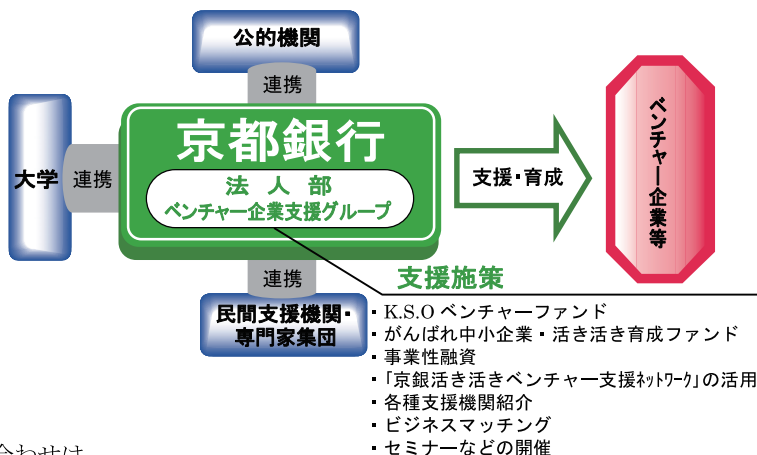 公的機関
連携
京都銀行
法人部
ベンチャー企業支援グループ
大学
連携
支援・育成
ベンチャー企業等
連携
民間支援機関・
専門家集団
支援施策
・K.S.O ベンチャーファンド
・がんばれ中小企業・活き活き育成ファンド
・事業性融資
・「京銀活き活きベンチャー支援ﾈｯﾄﾜｰｸ」の活用
・各種支援機関紹介
・ビジネスマッチング
・セミナーなどの開催
合わせは